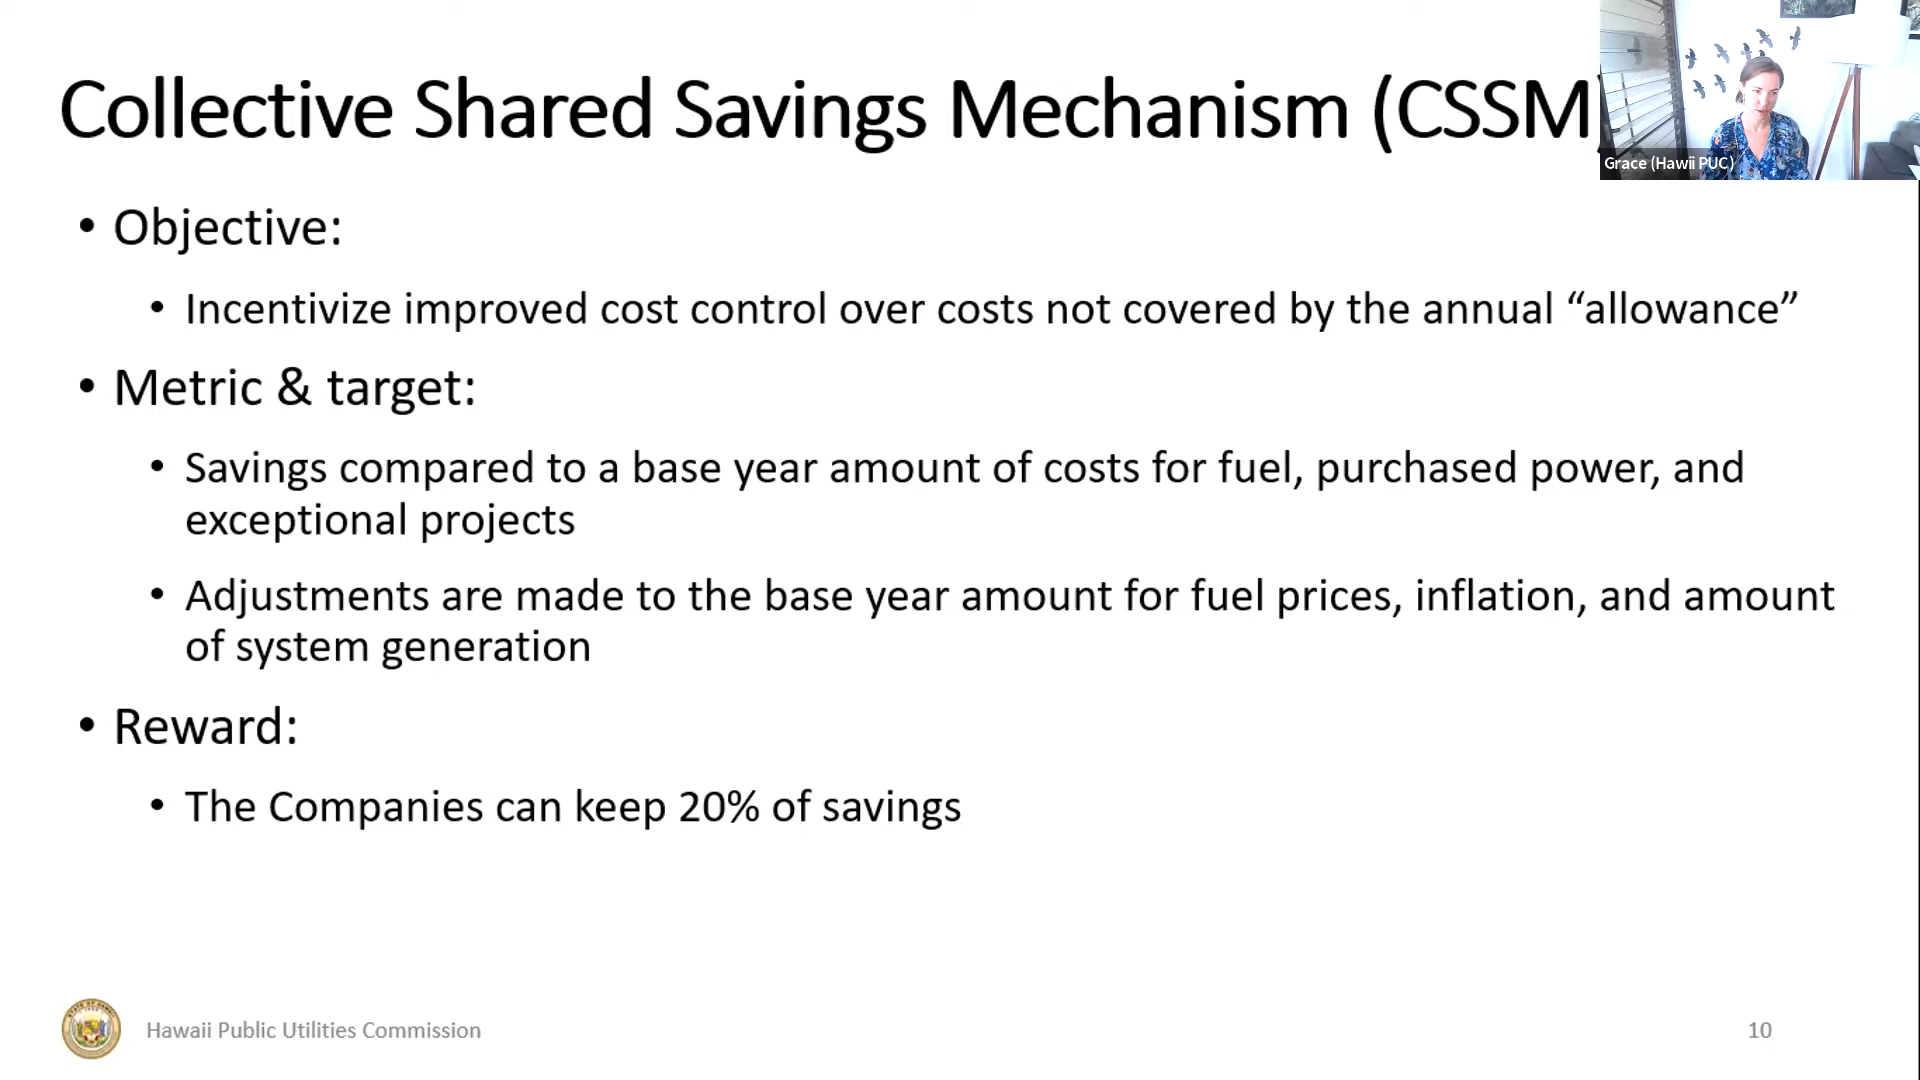 Collective Shared Savings Mechanism (CSSM)
Grace (Hawii PUC)
• Objective:
• Incentivize improved cost control over costs not covered by the annual “allowance”
• Metric & target:
• Savings compared to a base year amount of costs for fuel, purchased power, and
exceptional projects
• Adjustments are made to the base year amount for fuel prices, inflation, and amount
of system generation
• Reward:
• The Companies can keep 20% of savings
Hawaii Public Utilities Commission
10